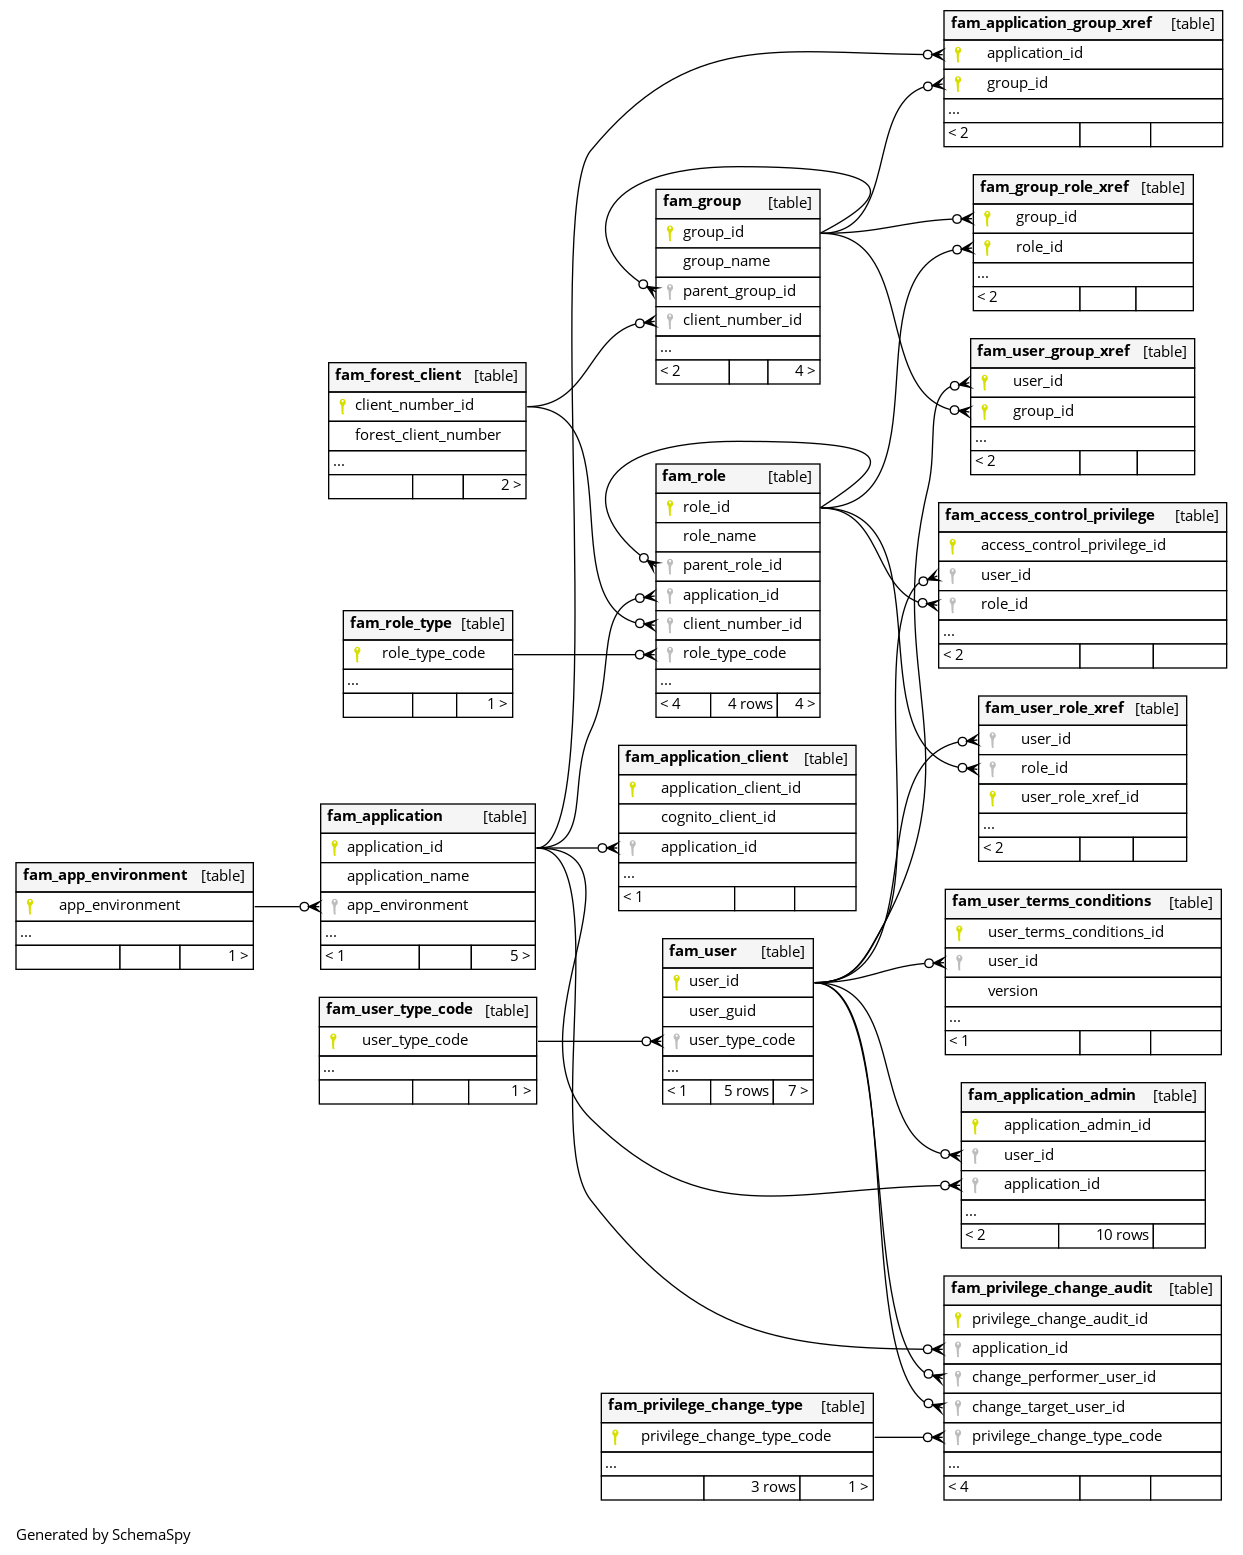 fam_application_group_xref [table]
application_id
group_id
...
< 2
fam_group_role_xref [table]
group_id
role_id
...
< 2
fam_group [table]
group_id
group_name
parent_group_id
client_number_id
...
< 2 4 >
fam_user_group_xref [table]
user_id
group_id
...
< 2
fam_forest_client [table]
client_number_id
forest_client_number
...
2 >
fam_role [table]
role_id
role_name
parent_role_id
application_id
client_number_id
role_type_code
...
< 4 4 rows 4 >
fam_access_control_privilege [table]
access_control_privilege_id
user_id
role_id
...
< 2
fam_role_type [table]
role_type_code
...
1 >
fam_user_role_xref [table]
user_id
role_id
user_role_xref_id
...
< 2
fam_application_client [table]
application_client_id
cognito_client_id
application_id
...
< 1
fam_application [table]
application_id
application_name
app_environment
...
< 1 5 >
fam_app_environment [table]
app_environment
...
1 >
fam_user_terms_conditions [table]
user_terms_conditions_id
user_id
version
...
< 1
fam_user [table]
user_id
user_guid
user_type_code
...
< 1 5 rows 7 >
fam_user_type_code [table]
user_type_code
...
1 >
fam_application_admin [table]
application_admin_id
user_id
application_id
...
< 2 10 rows
fam_privilege_change_audit [table]
privilege_change_audit_id
application_id
change_performer_user_id
change_target_user_id
privilege_change_type_code
...
< 4
fam_privilege_change_type [table]
privilege_change_type_code
...
3 rows 1 >
Generated by SchemaSpy